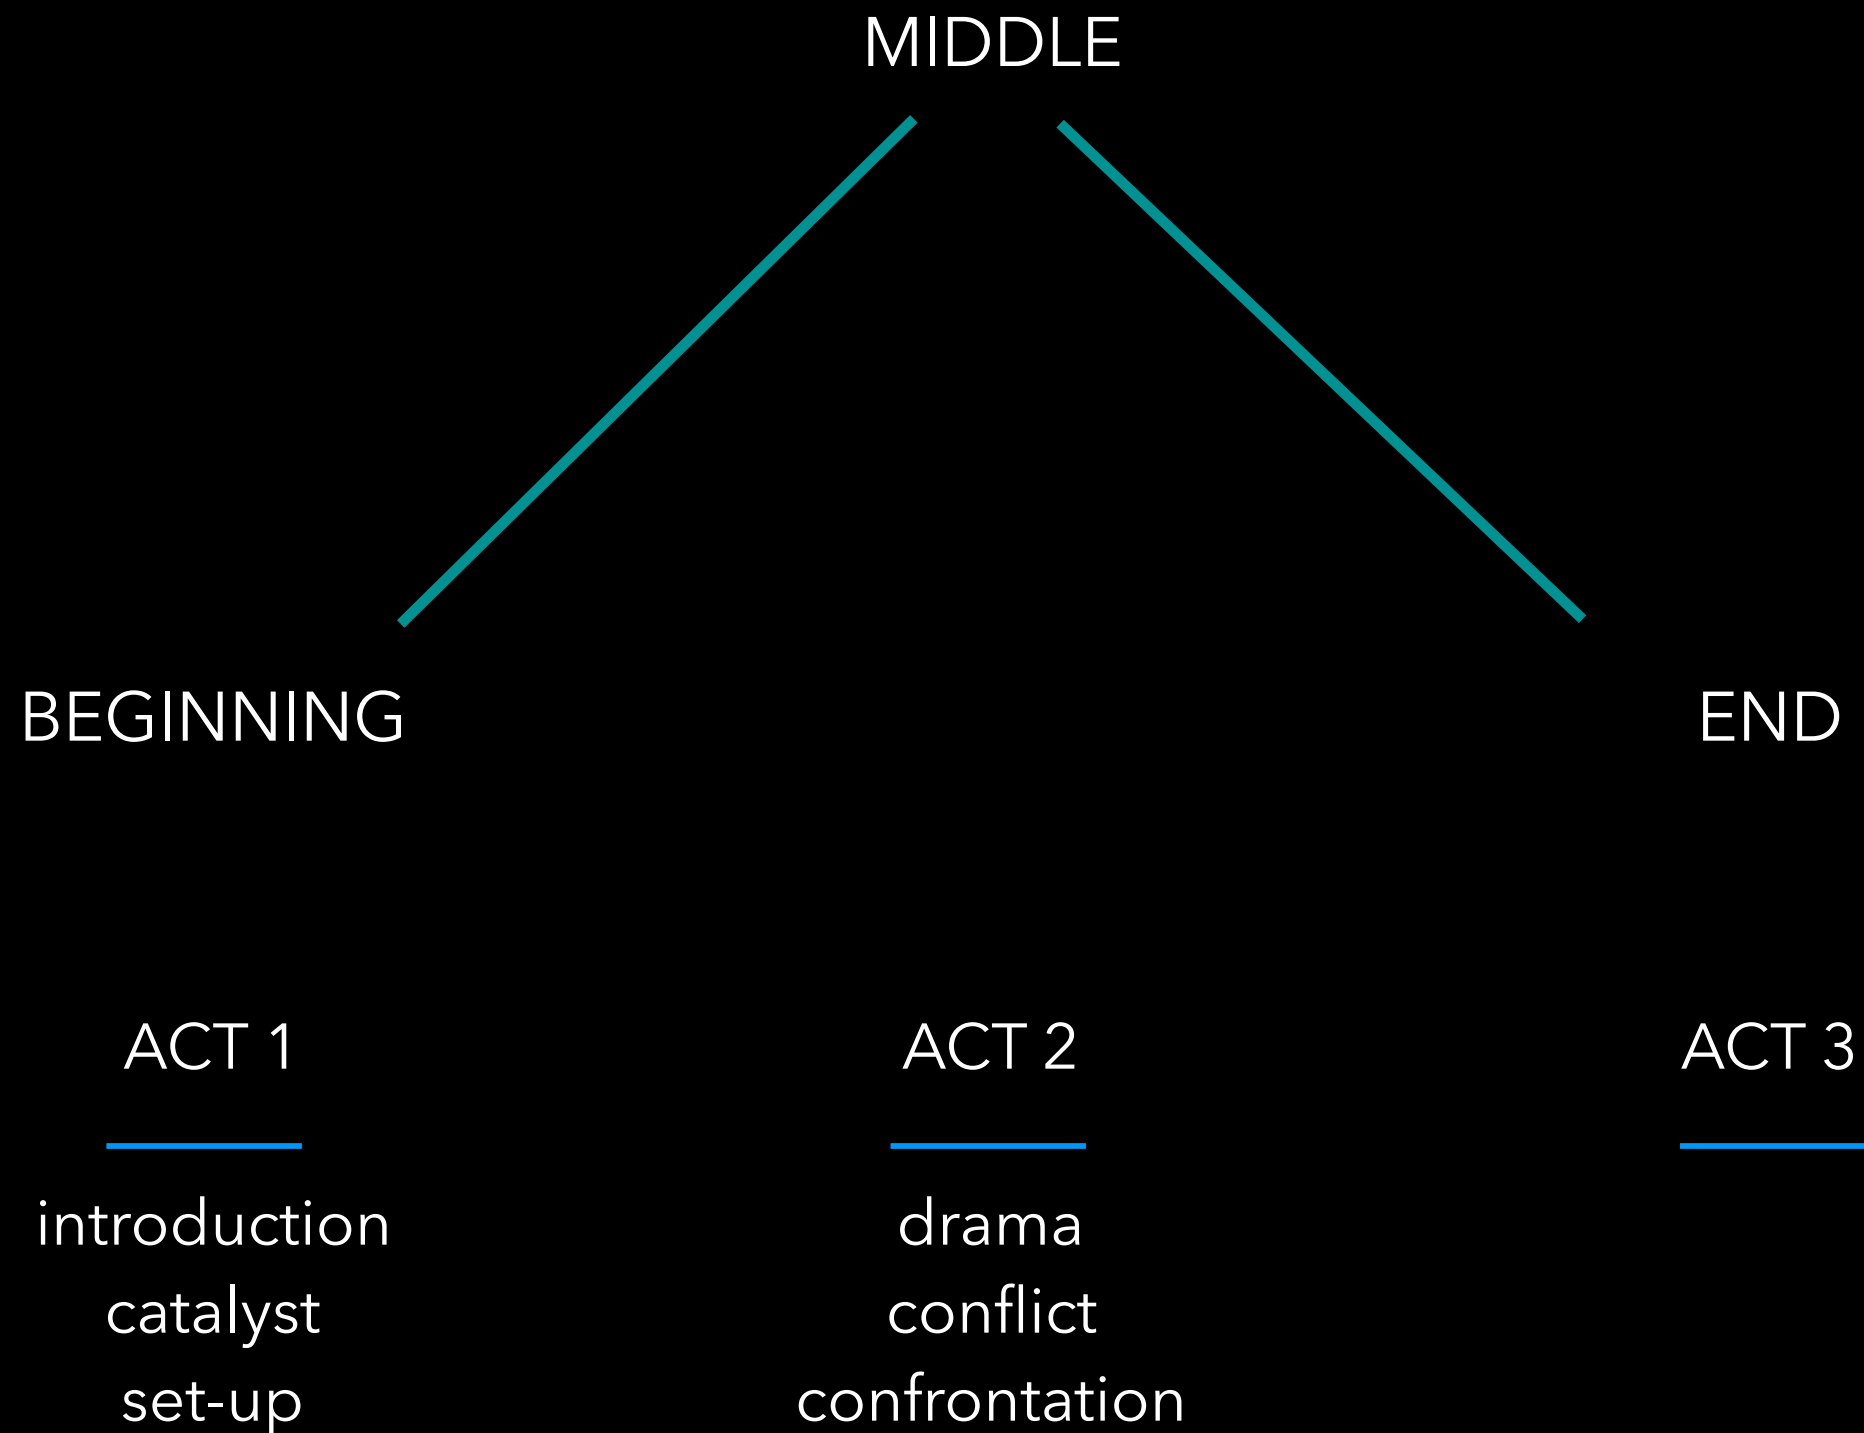 MIDDLE
BEGINNING
END
ACT 1
ACT 2
ACT 3
introduction
catalyst
set-up
drama
conflict
confrontation